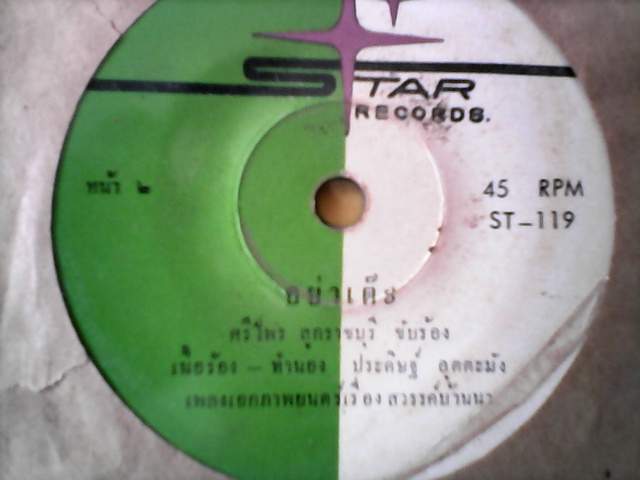 STAR
RECORDS.
หน้า ๒
45 RPM
ST-119
อย่าเค๊ะ
ศรีไพร ลูกราชบุรี ขับร้อง
เนื้อร้อง - ทำนอง ประดิษฐ์ อุตตะมัง
เพลงเอกภาพยนตร์เรื่อง สวรรค์บ้านนา